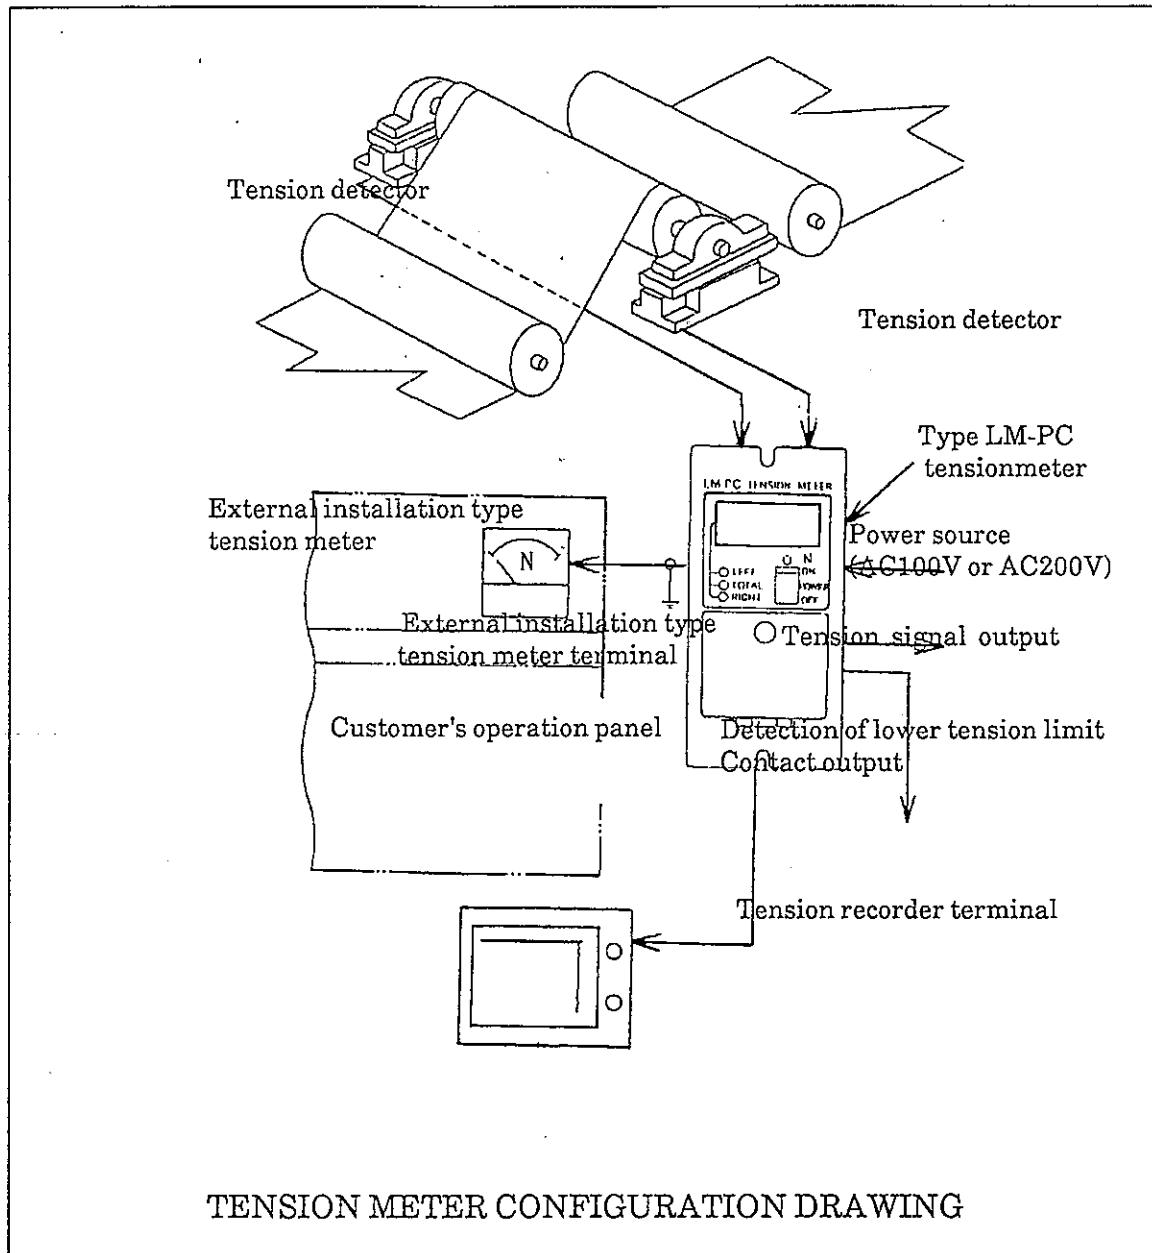 Tension detector
Tension detector
Type LM-PC
tensionmeter
LM-PC TENSION METER
External installation type
tension meter
N
Power source
(AC100V or AC200V)
N
LEFT
TOTAL
RIGHT
ON
POWER
OFF
External installation type
tension meter terminal
Tension signal output
Customer's operation panel
Detection of lower tension limit
Contact output
Tension recorder terminal
TENSION METER CONFIGURATION DRAWING